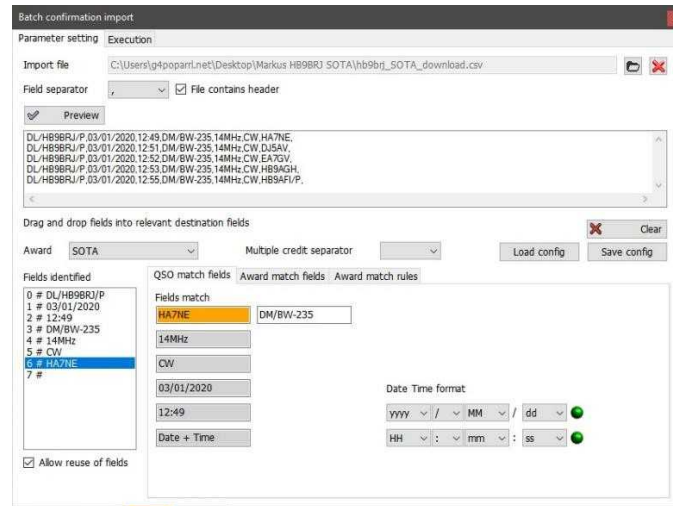 Batch confirmation import
Parameter setting Execution
Import file C:\Users\g4poparrl.net\Desktop\Markus HB9BRJ SOTA\hb9brj_SOTA_download.csv
Field separator , File contains header
Preview
DL/HB9BRJ/P,03/01/2020,12:49,DM/BW-235,14MHz,CW,HA7NE,
DL/HB9BRJ/P,03/01/2020,12:51,DM/BW-235,14MHz,CW,DJ5AV,
DL/HB9BRJ/P,03/01/2020,12:52,DM/BW-235,14MHz,CW,EA7GV,
DL/HB9BRJ/P,03/01/2020,12:53,DM/BW-235,14MHz,CW,HB9AGH,
DL/HB9BRJ/P,03/01/2020,12:55,DM/BW-235,14MHz,CW,HB9AFI/P,
Drag and drop fields into relevant destination fields
Clear
Award SOTA Multiple credit separator Load config Save config
Fields identified QSO match fields Award match fields Award match rules
0 # DL/HB9BRJ/P
1 # 03/01/2020
2 # 12:49
3 # DM/BW-235
4 # 14MHz
5 # CW
6 # HA7NE
7 #
Fields match
HA7NE DM/BW-235
14MHz
CW
03/01/2020
12:49
Date + Time
Date Time format
yyyy / MM / dd
HH : mm : ss
Allow reuse of fields